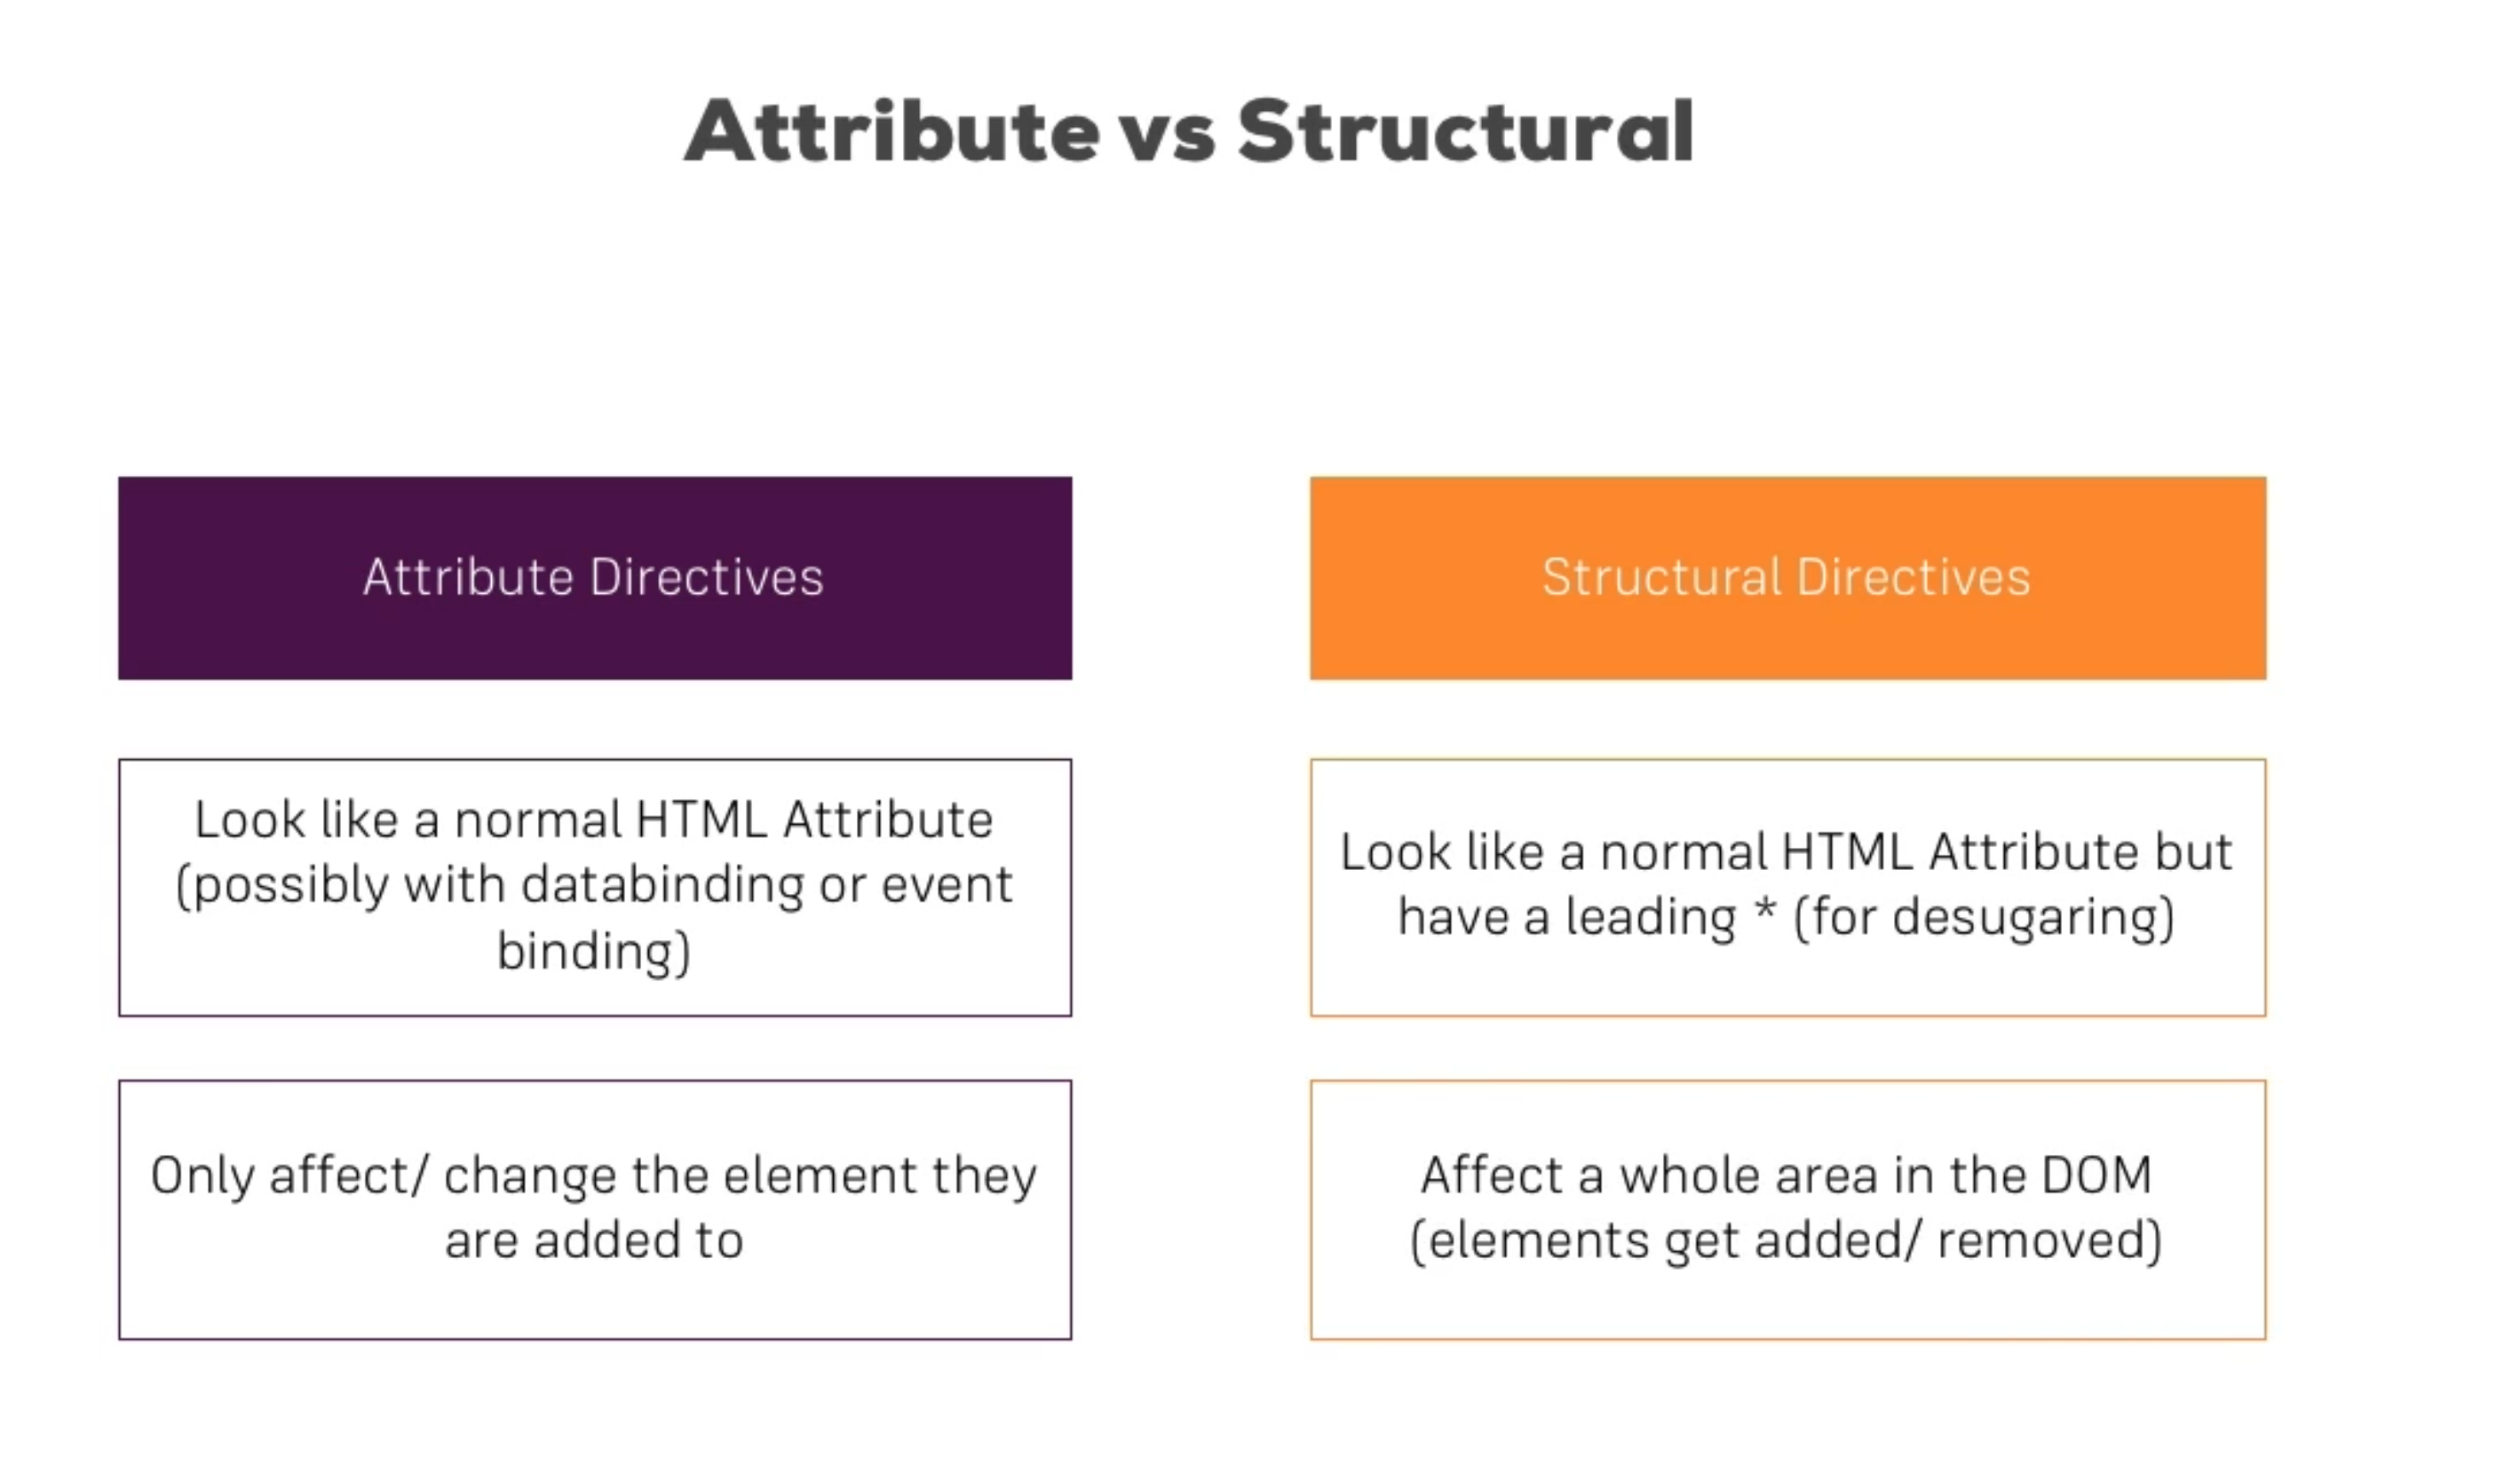 Attribute vs Structural
Attribute Directives
Look like a normal HTML Attribute
(possibly with databinding or event
binding)
Only affect/ change the element they
are added to
Structural Directives
Look like a normal HTML Attribute but
have a leading * (for desugaring)
Affect a whole area in the DOM
(elements get added/ removed)